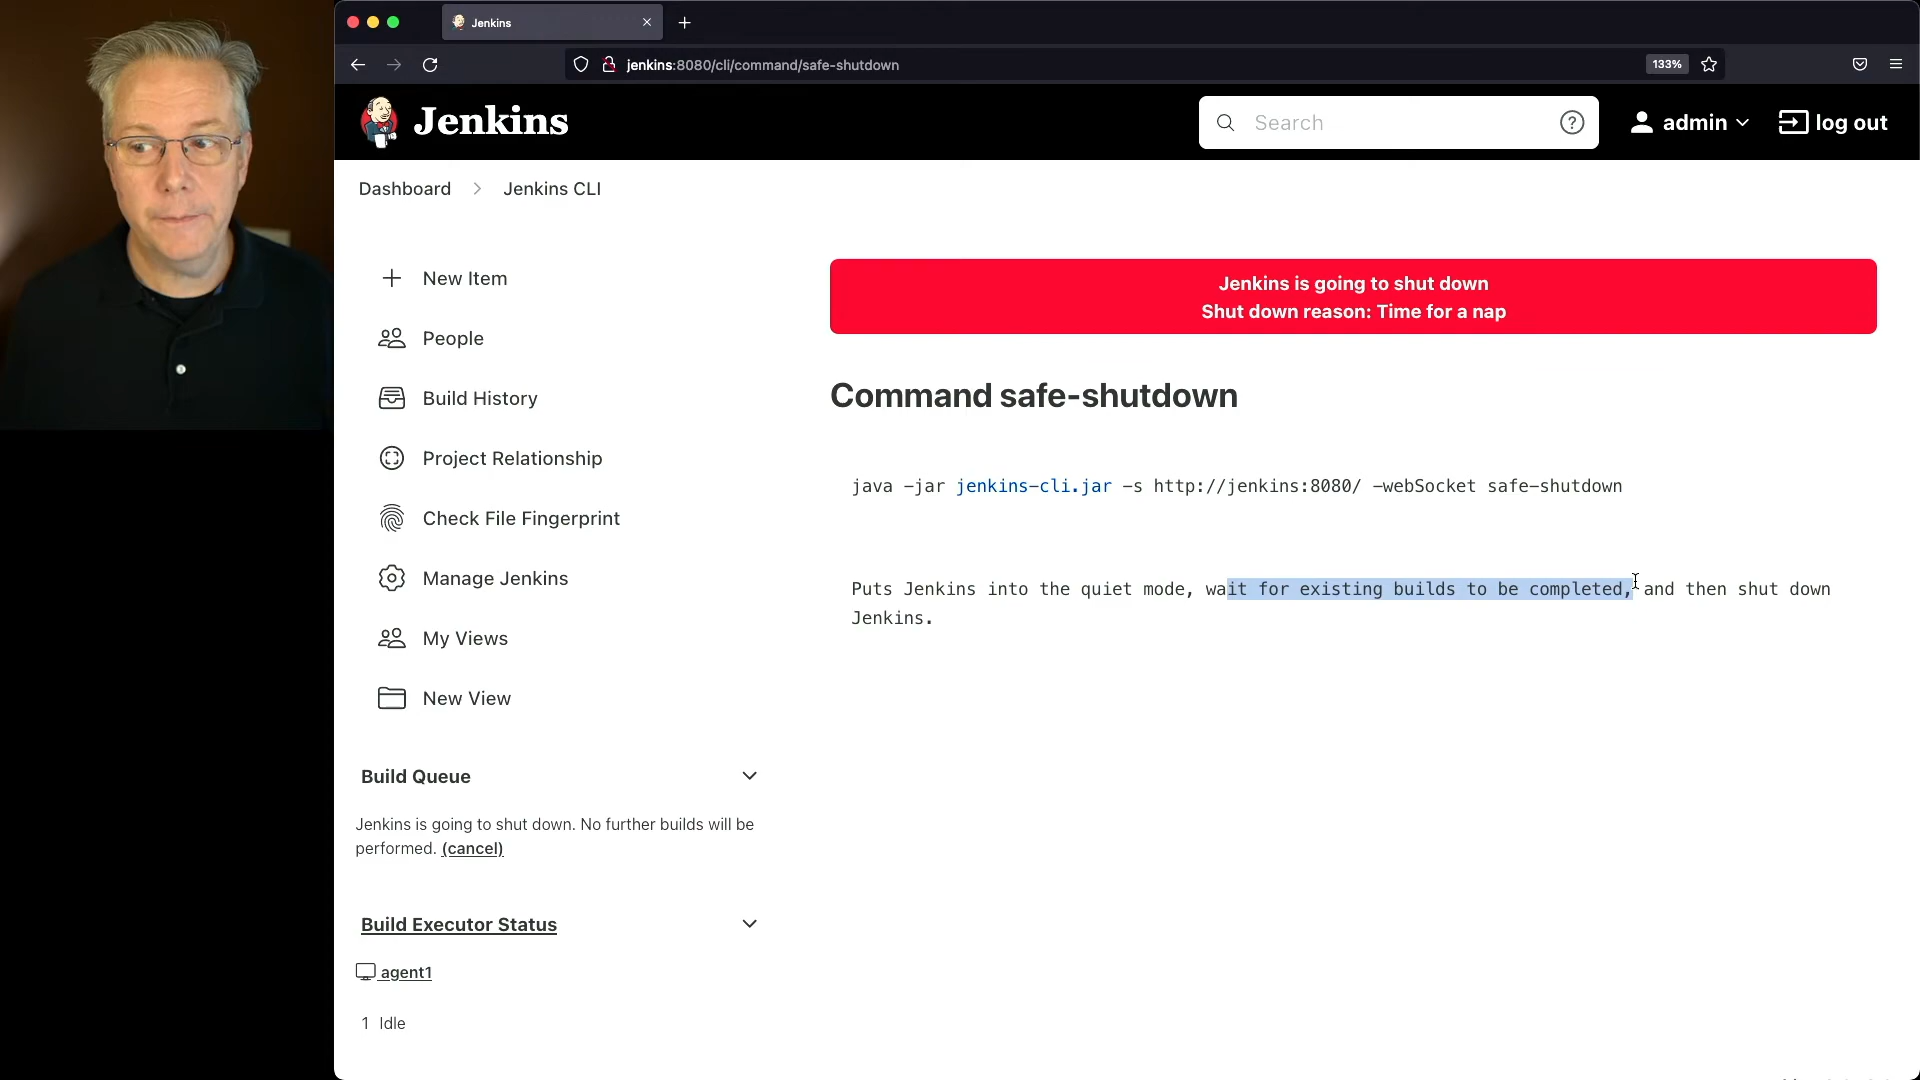 Jenkins
jenkins:8080/cli/command/safe-shutdown
133%
Jenkins
Search
admin
log out
Dashboard
Jenkins CLI
New Item
People
Build History
Project Relationship
Check File Fingerprint
Manage Jenkins
My Views
New View
Build Queue
Jenkins is going to shut down. No further builds will be
performed. (cancel)
Build Executor Status
agent1
1 Idle
Jenkins is going to shut down
Shut down reason: Time for a nap
Command safe-shutdown
java -jar jenkins-cli.jar -s http://jenkins:8080/ -webSocket safe-shutdown
Puts Jenkins into the quiet mode, wait for existing builds to be completed, and then shut down
Jenkins.